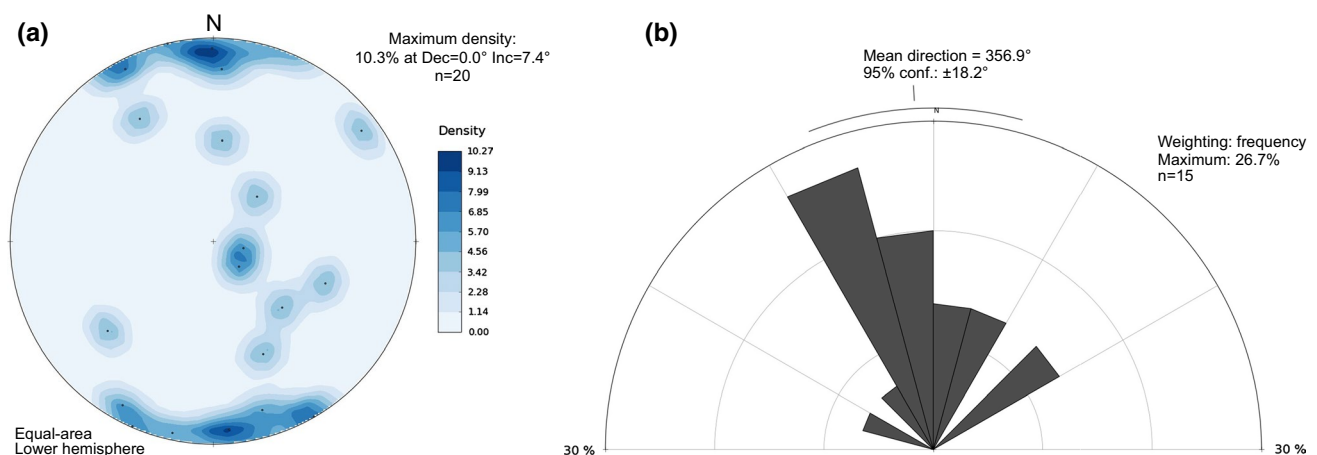 (a)
N
Maximum density:
10.3% at Dec=0.0° Inc=7.4°
n=20
Density
10.27
9.13
7.99
6.85
5.70
4.56
3.42
2.28
1.14
0.00
Equal-area
Lower hemisphere
(b)
Mean direction = 356.9°
95% conf.: ±18.2°
N
Weighting: frequency
Maximum: 26.7%
n=15
30 %
30 %